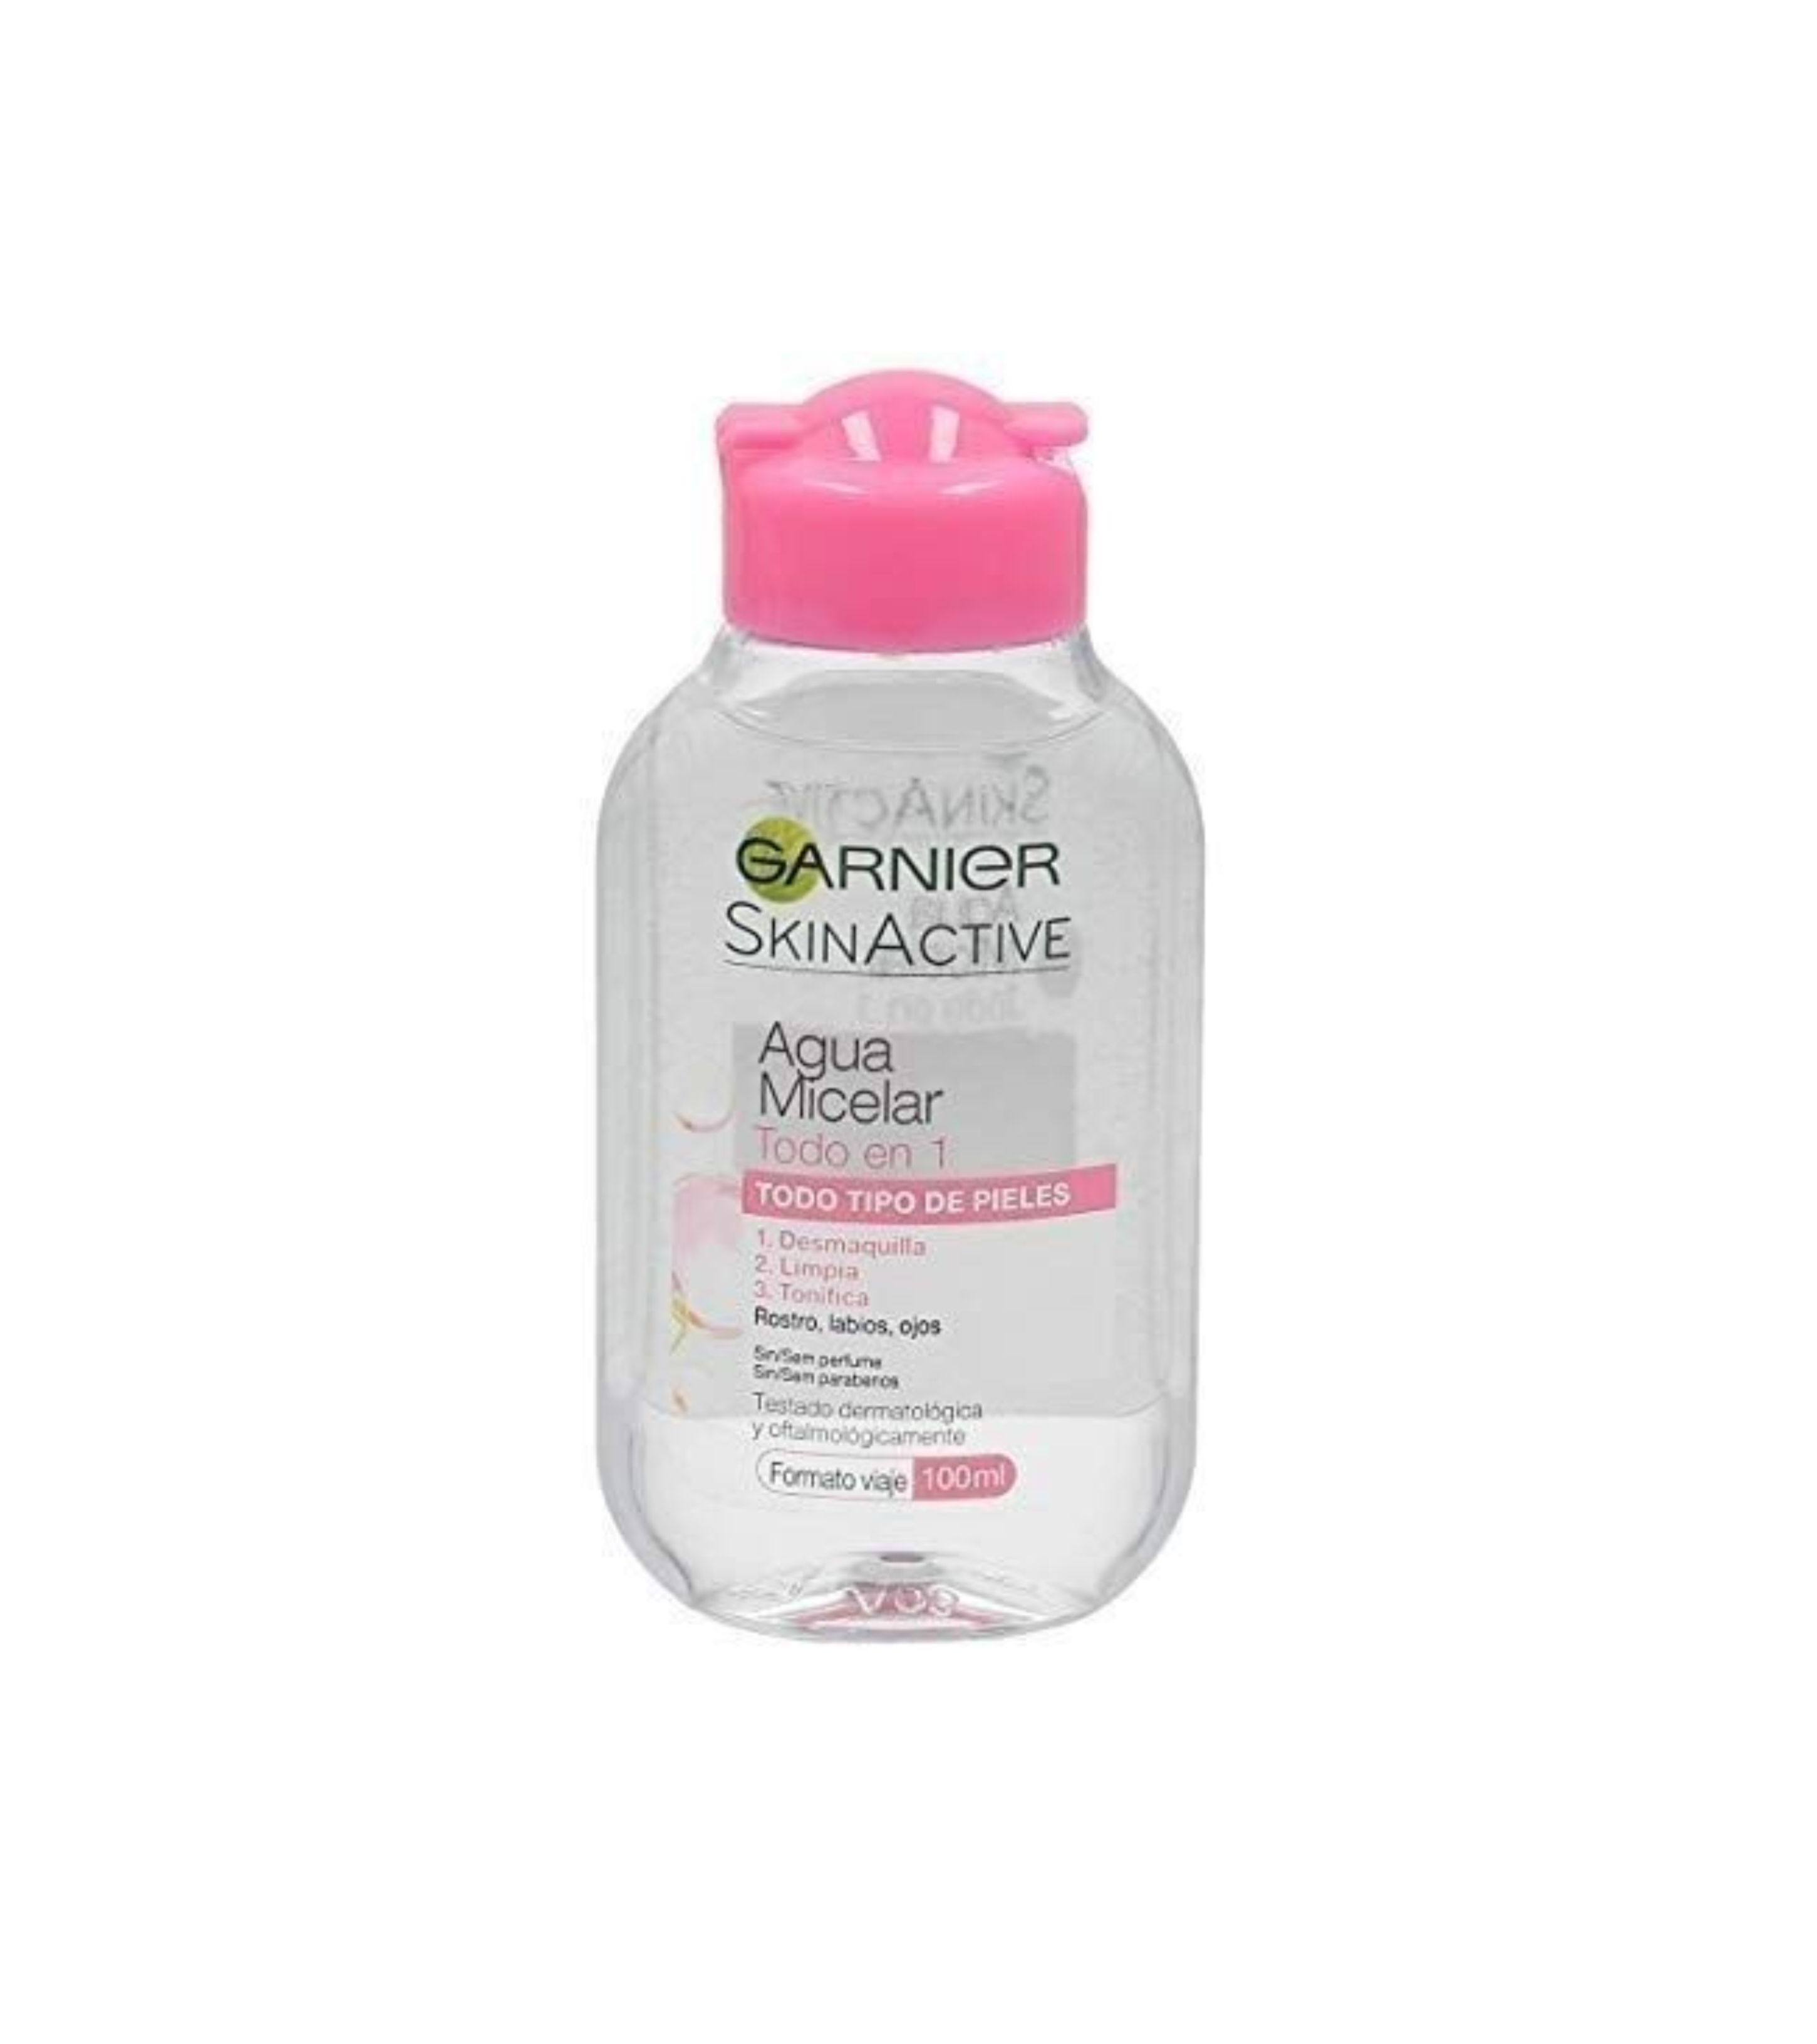 GARNIER
SKINACTIVE
Agua
Micelar
Todo en 1
TODO TIPO DE PIELES
1. Desmaquilla
2. Limpia
3. Tonifica
Rostro, labios, ojos
Sin/Sem perfume
Sin/Sem parabenos
Testado dermatológica
y oftalmológicamente
Formato viaje 100ml